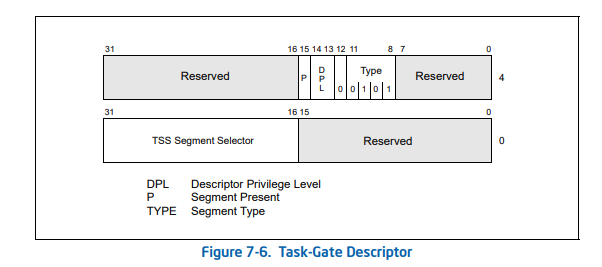 31 16 15 14 13 12 11 8 7 0
Reserved P D P L 0 Type 0 0 1 0 1 Reserved 4
31 16 15 0
TSS Segment Selector Reserved 0
DPL Descriptor Privilege Level
P Segment Present
TYPE Segment Type
Figure 7-6. Task-Gate Descriptor